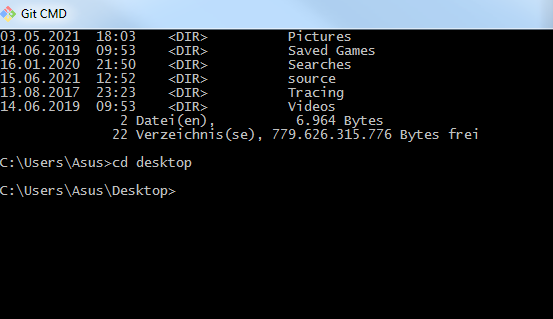 Git CMD
03.05.2021  18:03    <DIR>          Pictures
14.06.2019  09:53    <DIR>          Saved Games
16.01.2020  21:50    <DIR>          Searches
15.06.2021  12:52    <DIR>          source
13.08.2017  23:23    <DIR>          Tracing
14.06.2019  09:53    <DIR>          Videos
               2 Datei(en),          6.964 Bytes
              22 Verzeichnis(se), 779.626.315.776 Bytes frei
C:\Users\Asus>cd desktop
C:\Users\Asus\Desktop>